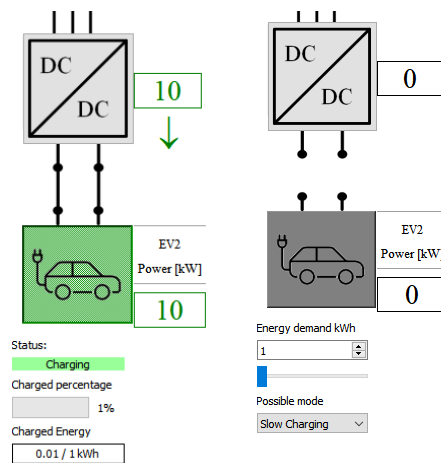 DC
DC
10
EV2
Power [kW]
10
Status:
Charging
Charged percentage
1%
Charged Energy
0.01 / 1 kWh
DC
DC
0
EV2
Power [kW]
0
Energy demand kWh
1
Possible mode
Slow Charging